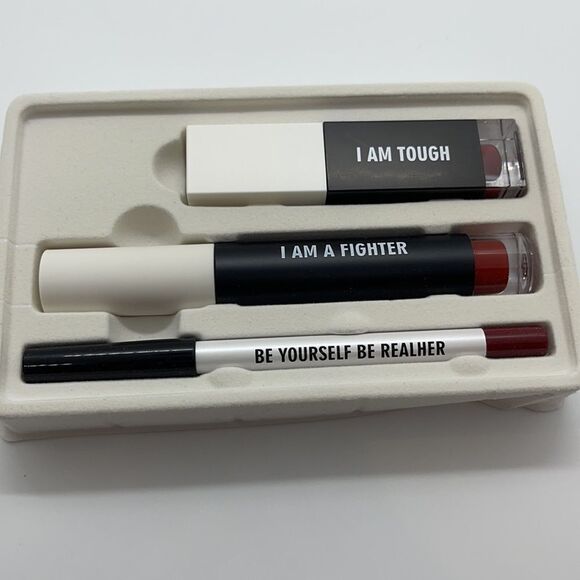 I AM TOUGH
I AM A FIGHTER
BE YOURSELF BE REALHER